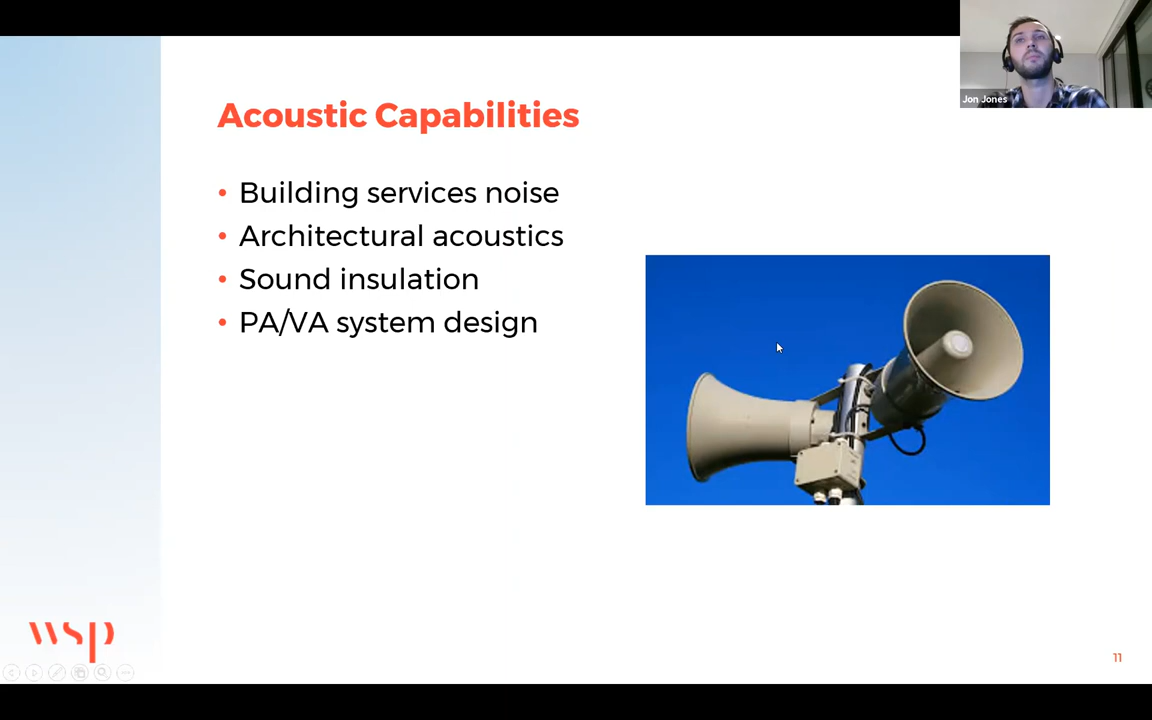 Acoustic Capabilities
• Building services noise
• Architectural acoustics
• Sound insulation
• PA/VA system design
Jon Jones
wsp
11